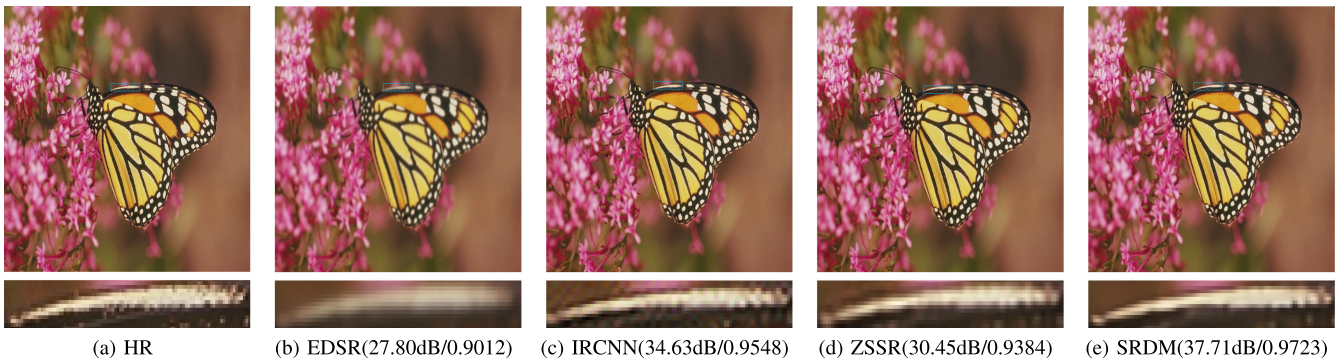 (a) HR
(b) EDSR(27.80dB/0.9012)
(c) IRCNN(34.63dB/0.9548)
(d) ZSSR(30.45dB/0.9384)
(e) SRDM(37.71dB/0.9723)